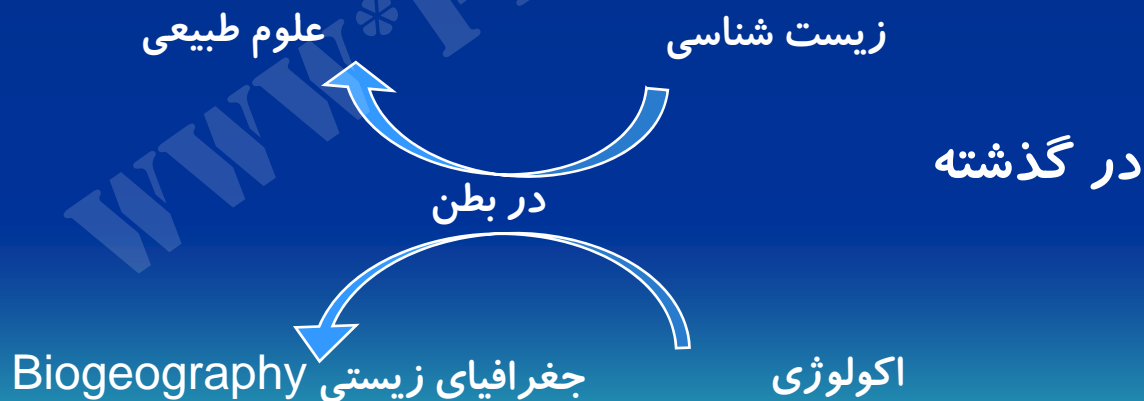 زیست شناسی
علوم طبیعی
در گذشته
در بطن
اکولوژی
جغرافیای زیستی Biogeography